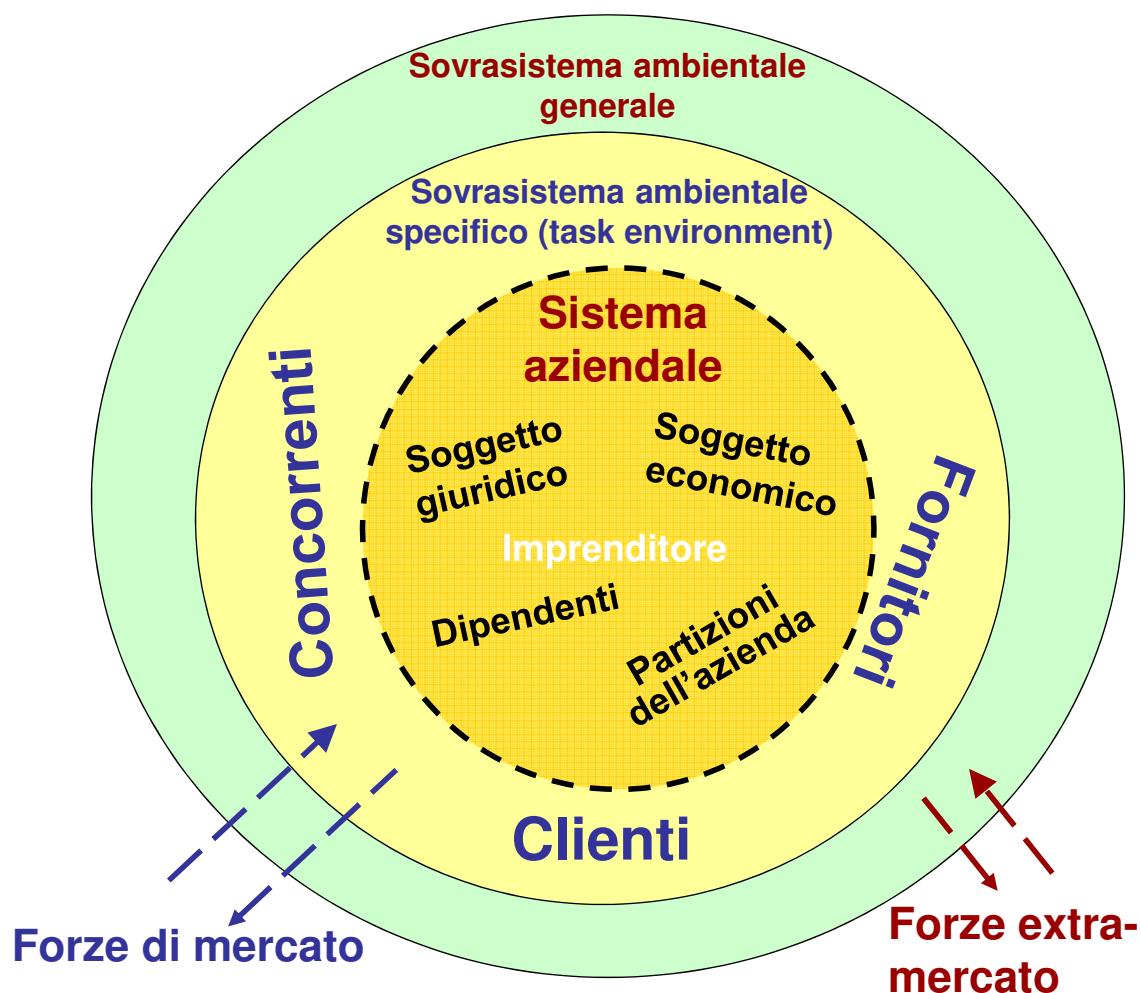 Sovrasistema ambientale
generale
Sovrasistema ambientale
specifico (task environment)
Sistema
aziendale
Concorrenti
Soggetto
giuridico
Soggetto
economico
Fornitori
Imprenditore
Dipendenti
Partizioni
dell’azienda
Clienti
Forze di mercato
Forze extra-
mercato